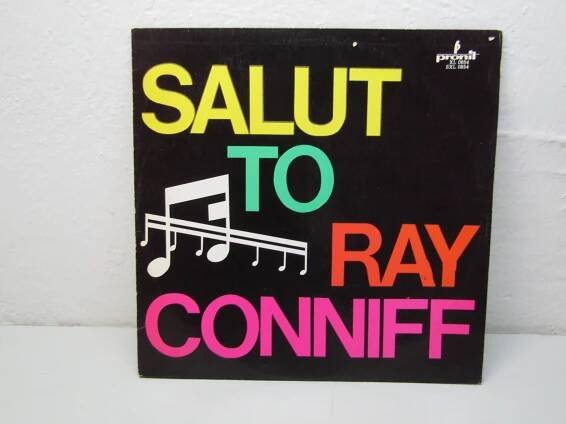 pronit
XL 0854
SXL 0854
SALUT
TO
RAY
CONNIFF